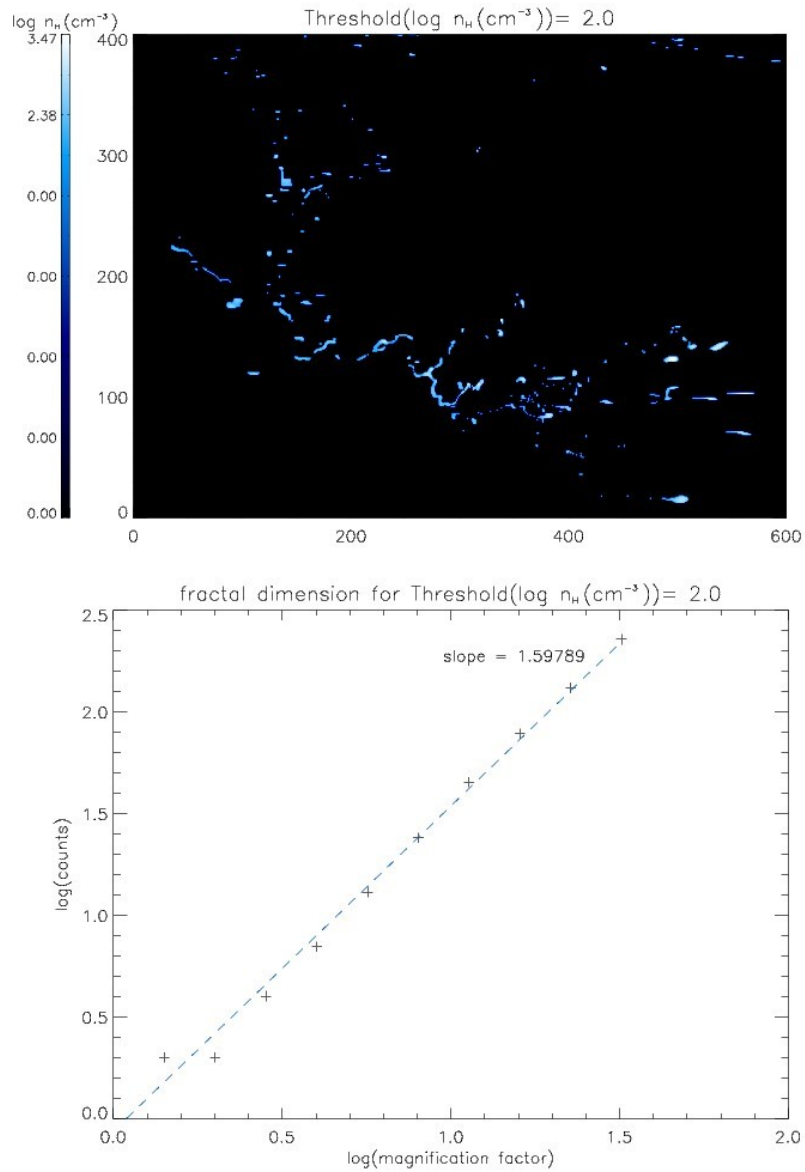 log n_H(cm⁻³)
Threshold(log n_H(cm⁻³))= 2.0
3.47
2.38
0.00
0.00
0.00
0.00
0.00
400
300
200
100
0
0 200 400 600
fractal dimension for Threshold(log n_H(cm⁻³))= 2.0
slope = 1.59789
2.5
2.0
1.5
1.0
0.5
0.0
log(counts)
0.0 0.5 1.0 1.5 2.0
log(magnification factor)